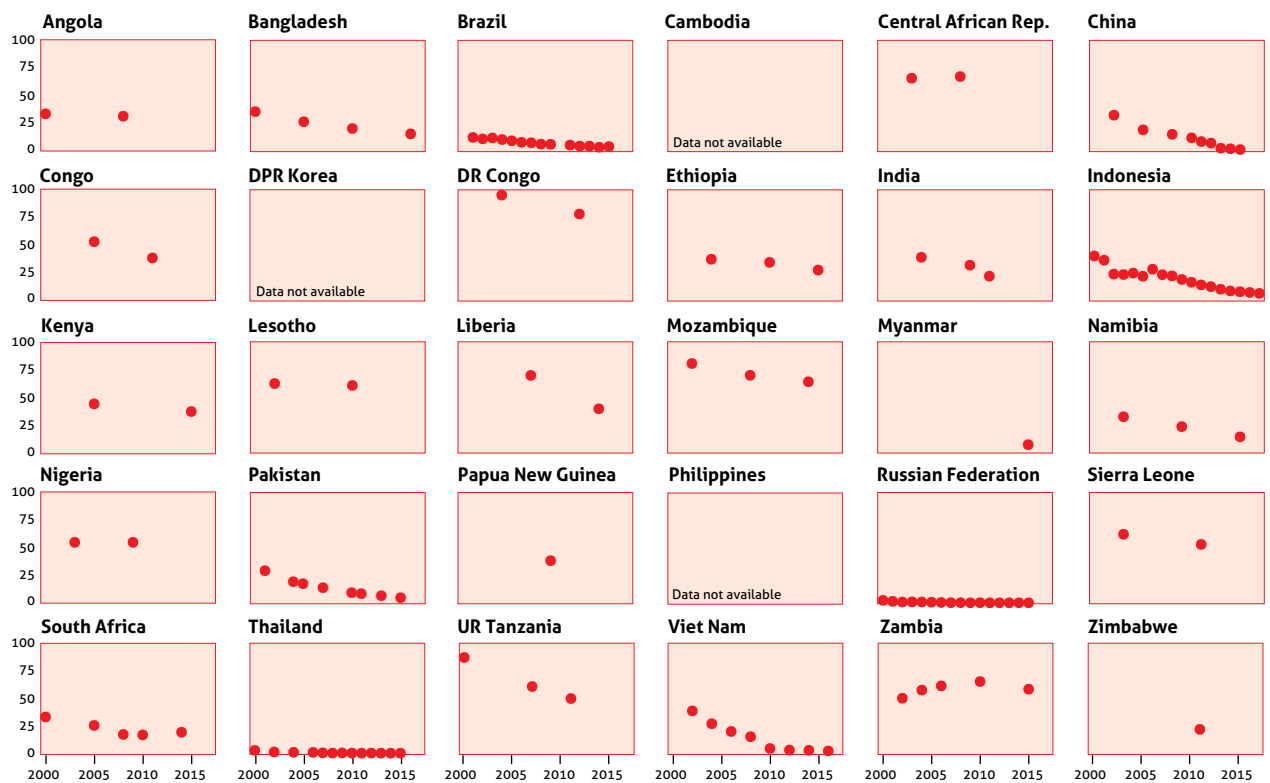 Angola Bangladesh Brazil Cambodia Central African Rep. China
100
75
50
25
0
Data not available
Congo DPR Korea DR Congo Ethiopia India Indonesia
100
75
50
25
0
Data not available
Kenya Lesotho Liberia Mozambique Myanmar Namibia
100
75
50
25
0
Nigeria Pakistan Papua New Guinea Philippines Russian Federation Sierra Leone
100
75
50
25
0
Data not available
South Africa Thailand UR Tanzania Viet Nam Zambia Zimbabwe
100
75
50
25
0
2000 2005 2010 2015 2000 2005 2010 2015 2000 2005 2010 2015 2000 2005 2010 2015 2000 2005 2010 2015 2000 2005 2010 2015